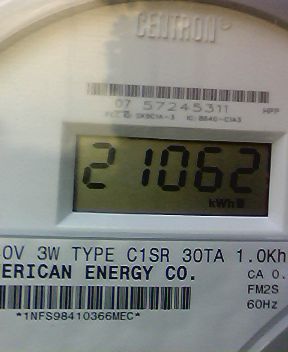 CENTRON®
07 57245311 HPP
21062
kWh
0V 3W TYPE C1SR 30TA 1.0Kh
ERICAN ENERGY CO. CA 0.
FM2S
60Hz
*1NFS98410366MEC*